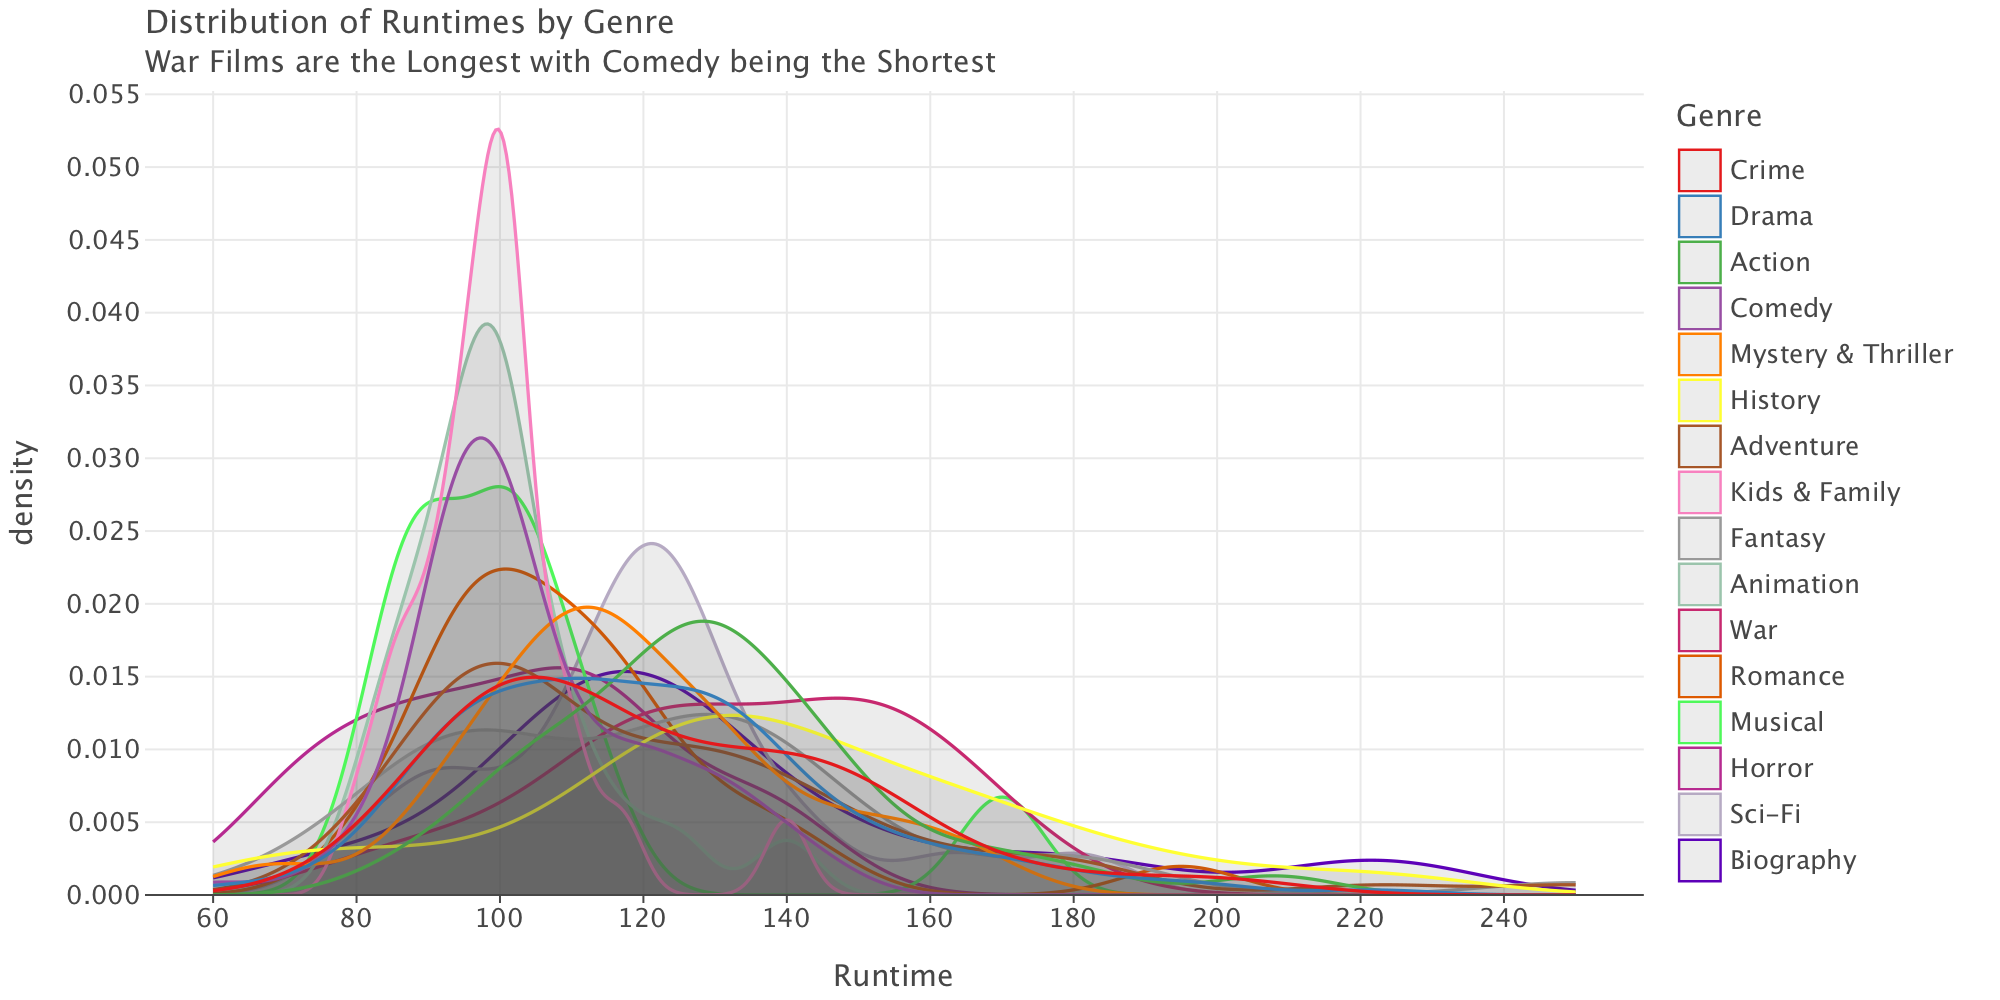 Distribution of Runtimes by Genre
War Films are the Longest with Comedy being the Shortest
0.055
0.050
0.045
0.040
0.035
0.030
0.025
0.020
0.015
0.010
0.005
0.000
density
60 80 100 120 140 160 180 200 220 240
Runtime
Genre
Crime
Drama
Action
Comedy
Mystery & Thriller
History
Adventure
Kids & Family
Fantasy
Animation
War
Romance
Musical
Horror
Sci−Fi
Biography